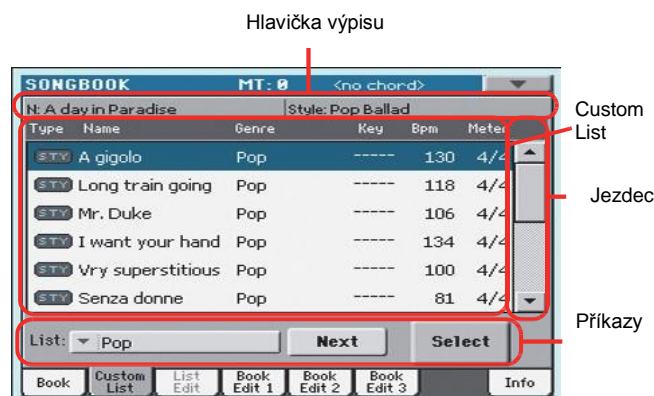 Hlavička výpisu
SONGBOOK MT: 0 <no chord>
N: A day in Paradise Style: Pop Ballad
Custom List
Type Name Genre Key Bpm Meter
STY A gigolo Pop ----- 130 4/4
STY Long train going Pop ----- 118 4/4
Jezdec
STY Mr. Duke Pop ----- 106 4/4
STY I want your hand Pop ----- 134 4/4
STY Vry superstitious Pop ----- 100 4/4
STY Senza donne Pop ----- 81 4/4
Příkazy
List: Pop Next Select
Book Custom List List Edit Book Edit 1 Book Edit 2 Book Edit 3 Info